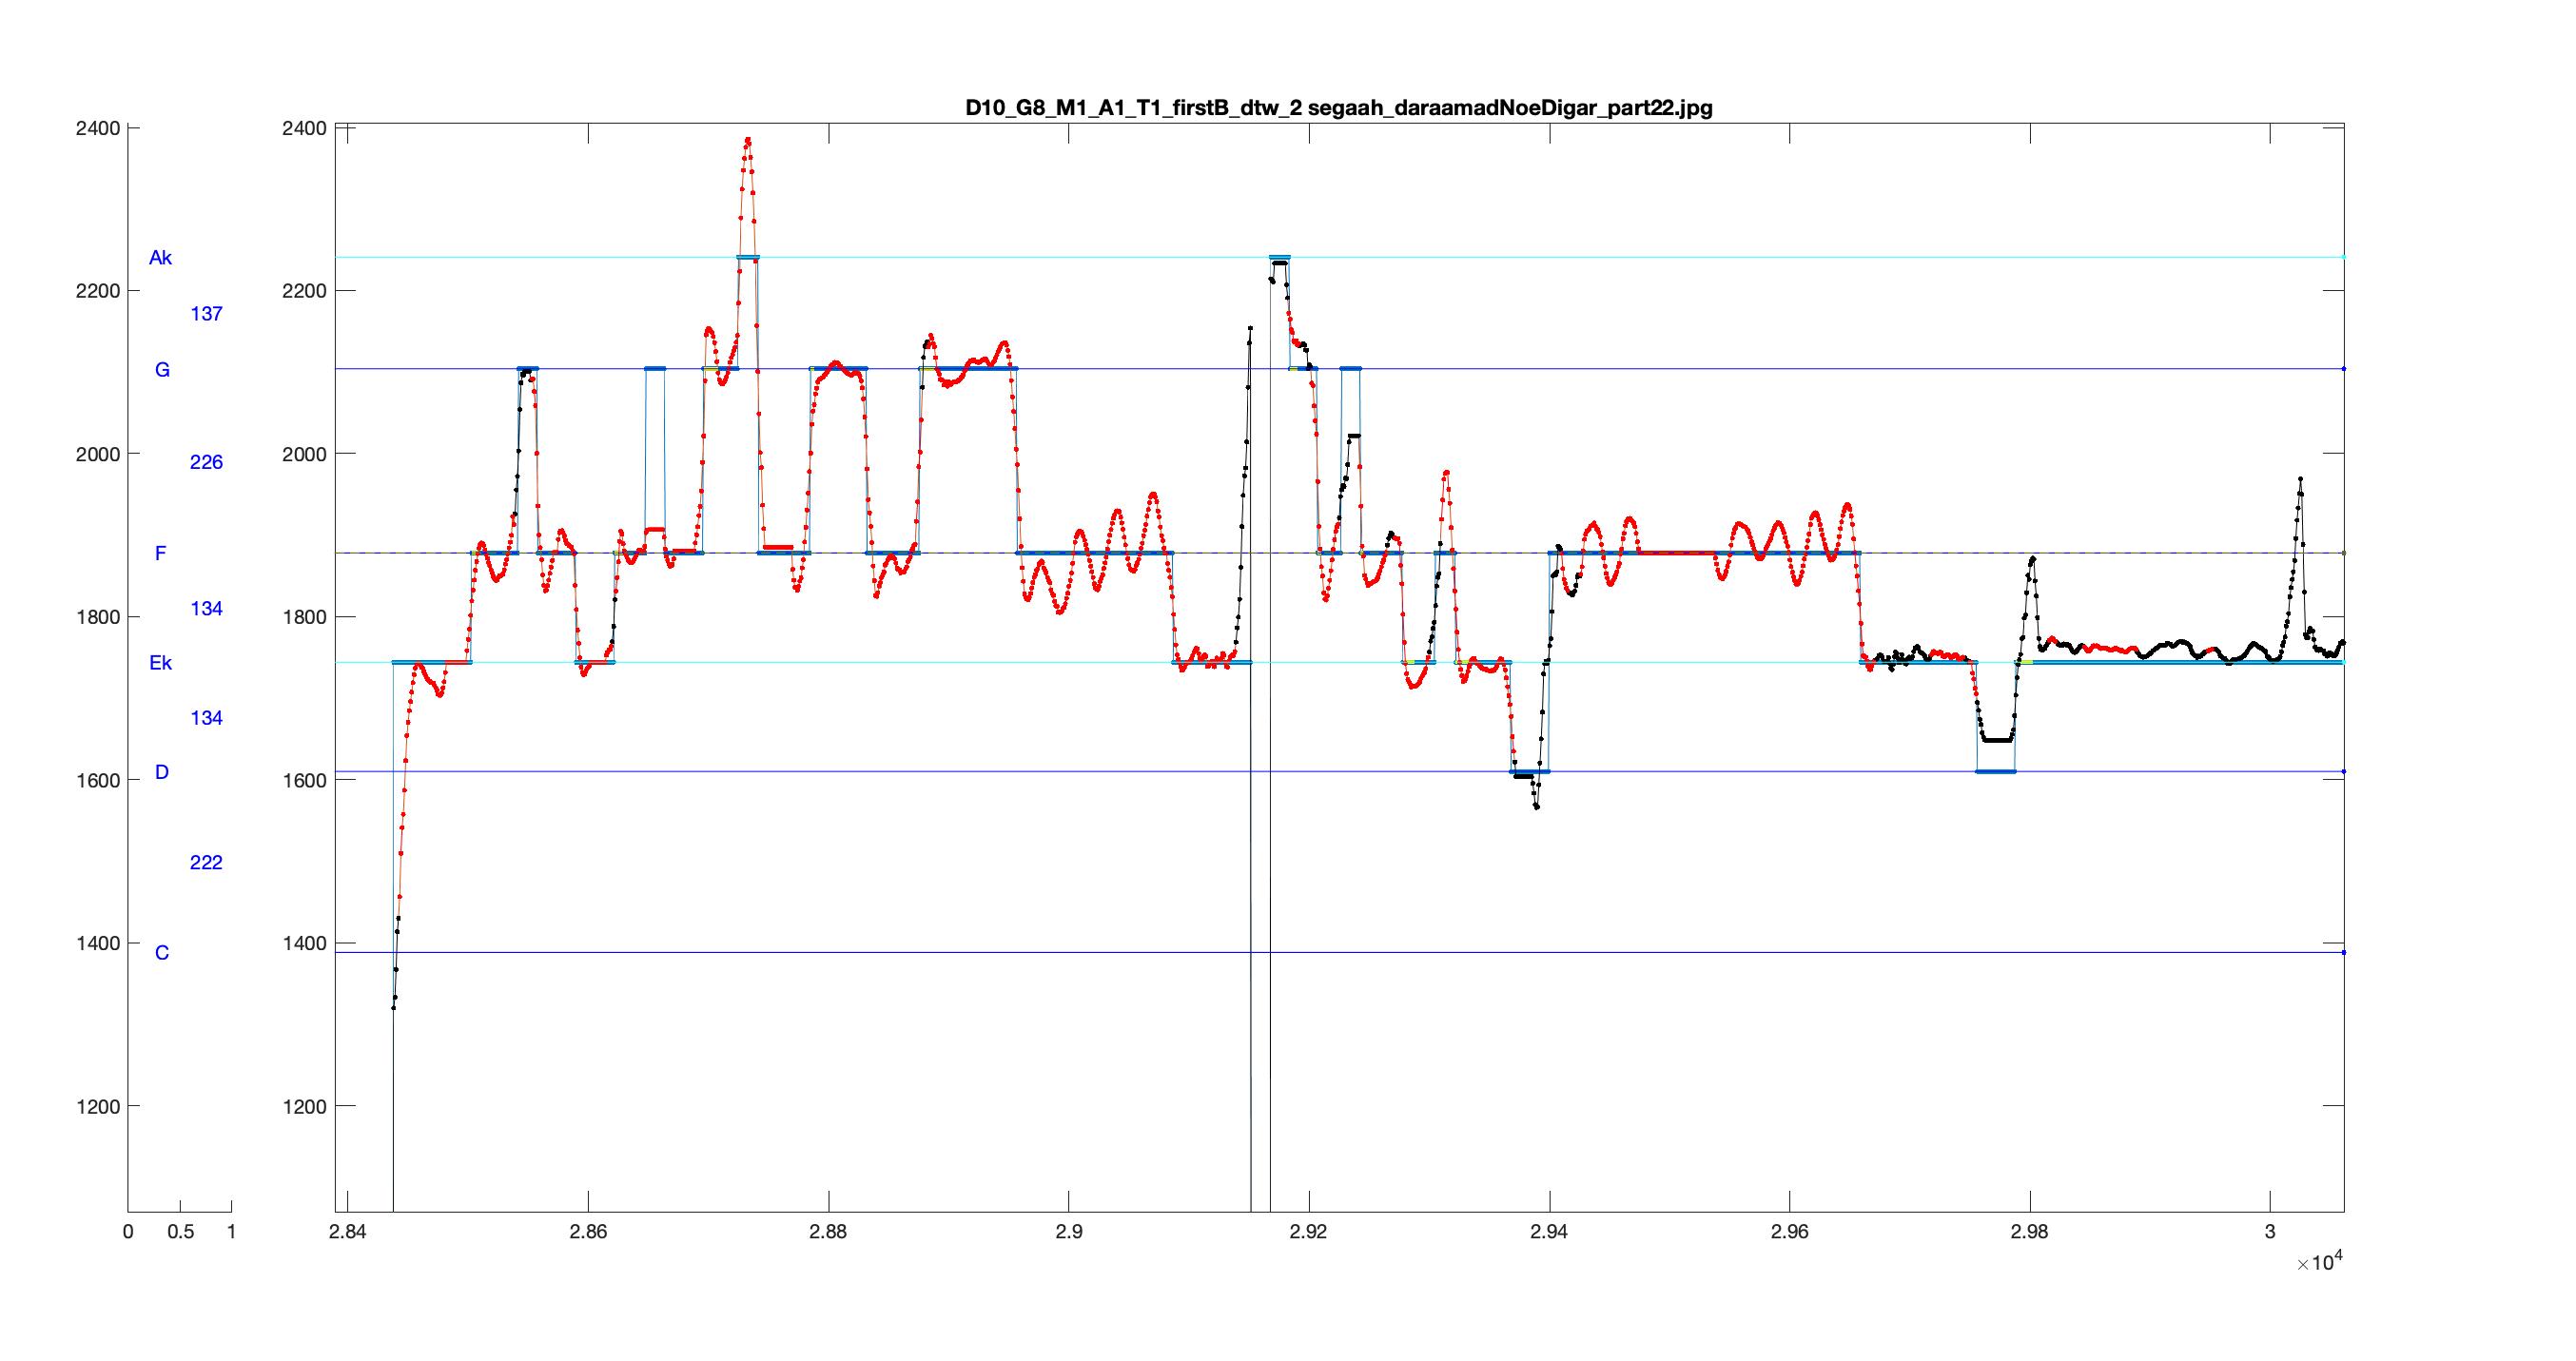 D10_G8_M1_A1_T1_firstB_dtw_2 segaah_daraamadNoeDigar_part22.jpg
2400 2400
Ak
137
2200 2200
G
226
2000 2000
F
134
1800 1800
Ek
134
D
1600 1600
222
1400 1400
C
1200 1200
0 0.5 1 2.84 2.86 2.88 2.9 2.92 2.94 2.96 2.98 3
×10⁴